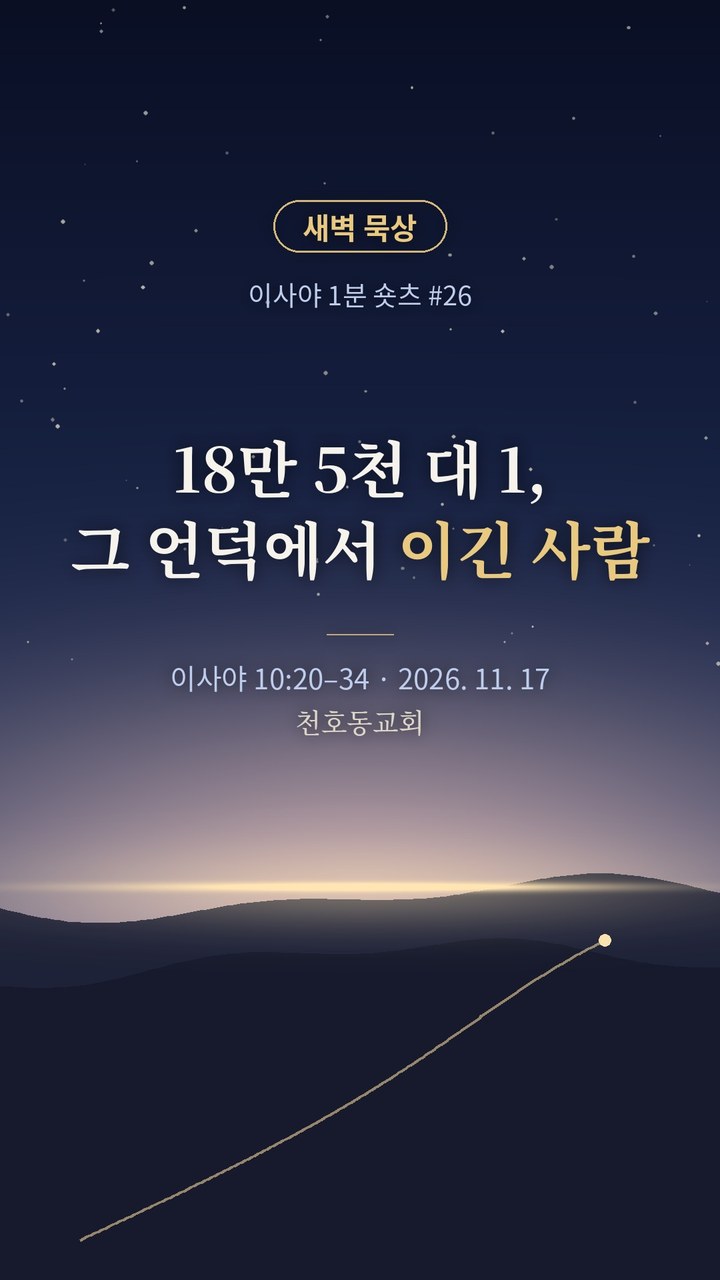 새벽 묵상
이사야 1분 숏츠 #26
18만 5천 대 1,
그 언덕에서 이긴 사람
이사야 10:20–34 · 2026. 11. 17
천호동교회